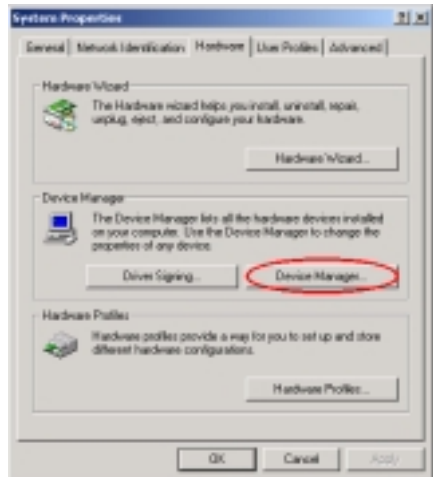 System Properties
General Network Identification Hardware User Profiles Advanced
Hardware Wizard
The Hardware wizard helps you install, uninstall, repair,
unplug, eject, and configure your hardware.
Hardware Wizard...
Device Manager
The Device Manager lists all the hardware devices installed
on your computer. Use the Device Manager to change the
properties of any device.
Driver Signing... Device Manager...
Hardware Profiles
Hardware profiles provide a way for you to set up and store
different hardware configurations.
Hardware Profiles...
OK Cancel Apply